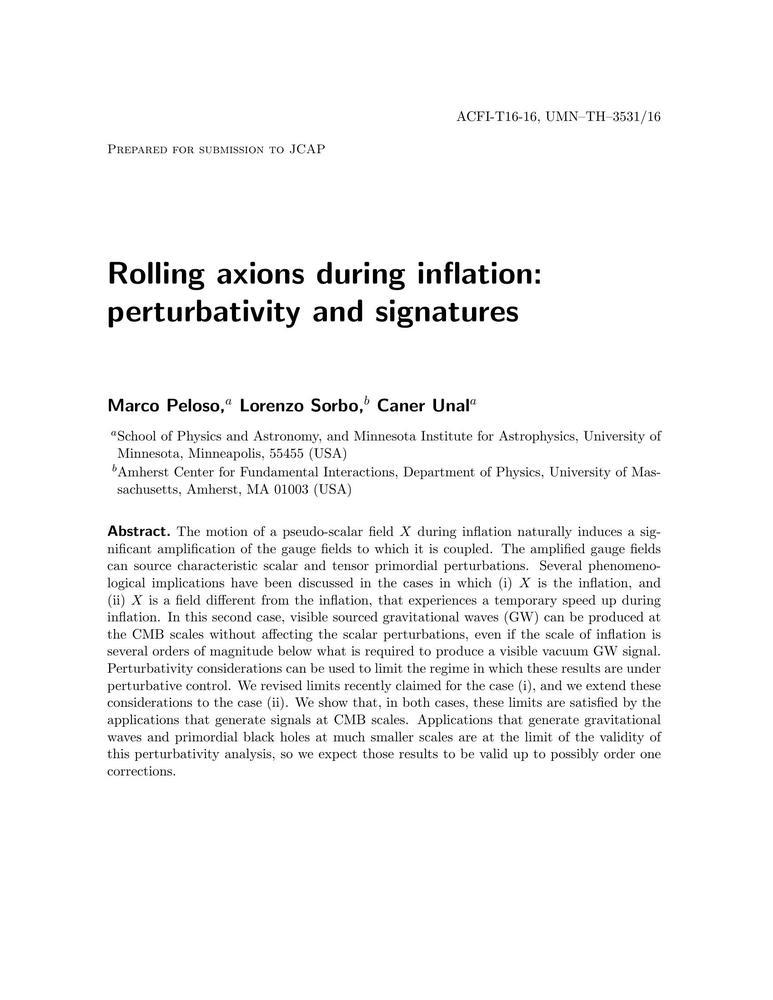 ACFI-T16-16, UMN–TH–3531/16
Prepared for submission to JCAP
Rolling axions during inflation:
perturbativity and signatures
Marco Peloso,a Lorenzo Sorbo,b Caner Unala
aSchool of Physics and Astronomy, and Minnesota Institute for Astrophysics, University of
Minnesota, Minneapolis, 55455 (USA)
bAmherst Center for Fundamental Interactions, Department of Physics, University of Mas-
sachusetts, Amherst, MA 01003 (USA)
Abstract. The motion of a pseudo-scalar field X during inflation naturally induces a sig-
nificant amplification of the gauge fields to which it is coupled. The amplified gauge fields
can source characteristic scalar and tensor primordial perturbations. Several phenomeno-
logical implications have been discussed in the cases in which (i) X is the inflation, and
(ii) X is a field different from the inflation, that experiences a temporary speed up during
inflation. In this second case, visible sourced gravitational waves (GW) can be produced at
the CMB scales without affecting the scalar perturbations, even if the scale of inflation is
several orders of magnitude below what is required to produce a visible vacuum GW signal.
Perturbativity considerations can be used to limit the regime in which these results are under
perturbative control. We revised limits recently claimed for the case (i), and we extend these
considerations to the case (ii). We show that, in both cases, these limits are satisfied by the
applications that generate signals at CMB scales. Applications that generate gravitational
waves and primordial black holes at much smaller scales are at the limit of the validity of
this perturbativity analysis, so we expect those results to be valid up to possibly order one
corrections.